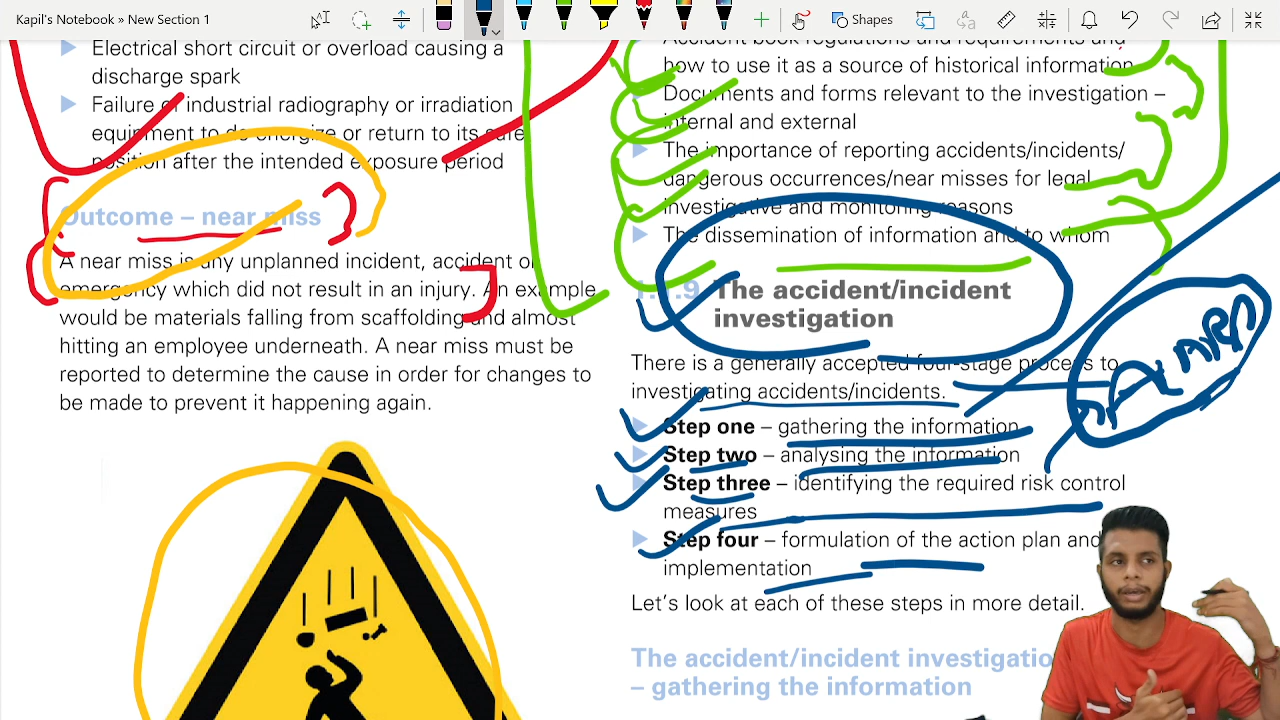 Kapil's Notebook » New Section 1
Shapes
Electrical short circuit or overload causing a
discharge spark
Failure of industrial radiography or irradiation
equipment to de-energize or return to its safe
position after the intended exposure period
Outcome – near miss
A near miss is any unplanned incident, accident or
emergency which did not result in an injury. An example
would be materials falling from scaffolding and almost
hitting an employee underneath. A near miss must be
reported to determine the cause in order for changes to
be made to prevent it happening again.
Accident book regulations and requirements and
how to use it as a source of historical information
Documents and forms relevant to the investigation –
internal and external
The importance of reporting accidents/incidents/
dangerous occurrences/near misses for legal
investigative and monitoring reasons
The dissemination of information and to whom
The accident/incident
investigation
There is a generally accepted four-stage process to
investigating accidents/incidents.
Step one – gathering the information
Step two – analysing the information
Step three – identifying the required risk control
measures
Step four – formulation of the action plan and
implementation
Let's look at each of these steps in more detail.
The accident/incident investigatio
– gathering the information